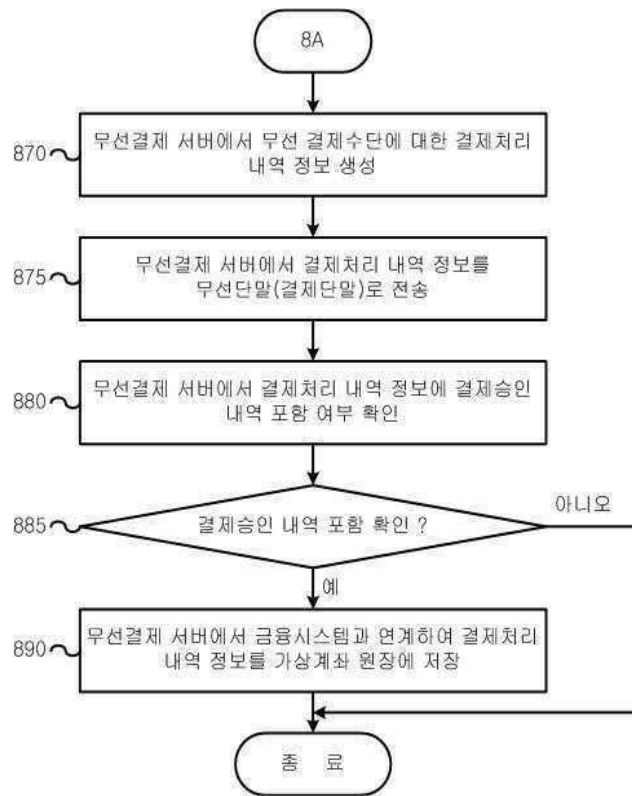 8A
870
무선결제 서버에서 무선 결제수단에 대한 결제처리
내역 정보 생성
875
무선결제 서버에서 결제처리 내역 정보를
무선단말(결제단말)로 전송
880
무선결제 서버에서 결제처리 내역 정보에 결제승인
내역 포함 여부 확인
885
결제승인 내역 포함 확인 ?
아니오
예
890
무선결제 서버에서 금융시스템과 연계하여 결제처리
내역 정보를 가상계좌 원장에 저장
종 료